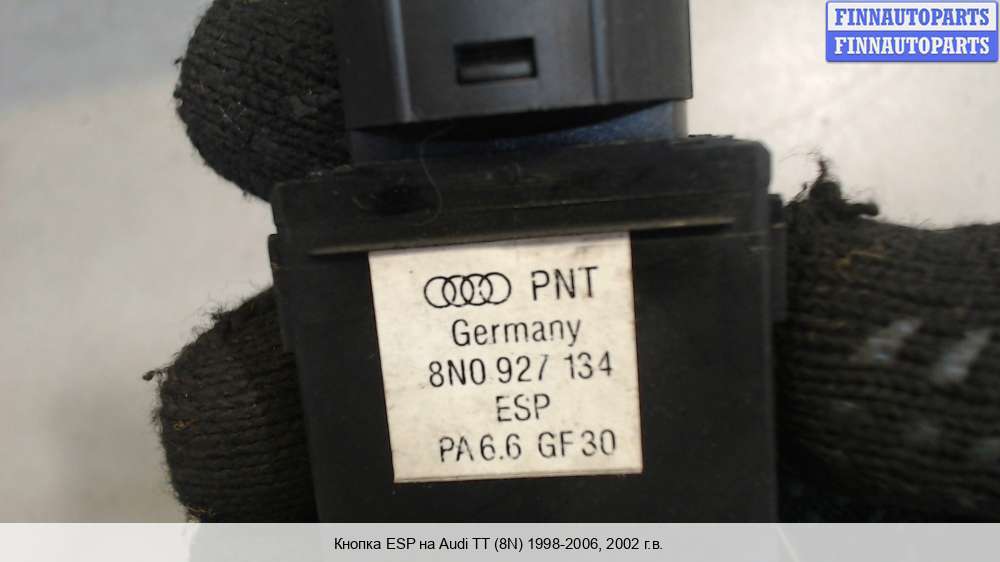 FINNAUTOPARTS
FINNAUTOPARTS
PNT
Germany
8N0 927 134
ESP
PA6.6 GF30
Кнопка ESP на Audi TT (8N) 1998-2006, 2002 г.в.